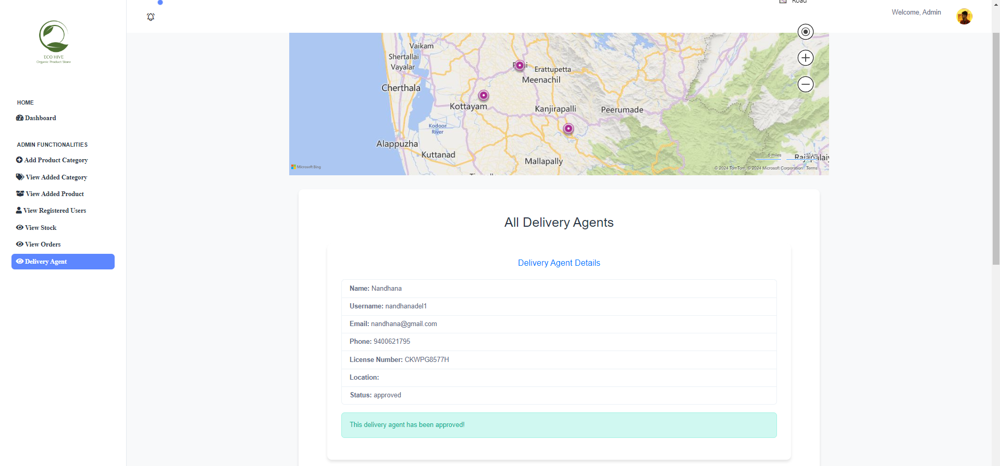 Road
Welcome, Admin
ECO HIVE
Organic Product Store
HOME
Dashboard
ADMIN FUNCTIONALITIES
Add Product Category
View Added Category
View Added Product
View Registered Users
View Stock
View Orders
Delivery Agent
Vaikam
Shertallai
Vayalar
Erattupetta
Meenachil
Cherthala
Kottayam
Kanjirapalli
Peerumade
Kodoor
River
Alappuzha
Kuttanad
Mallapally
5 miles
10 km
Microsoft Bing
© 2024 TomTom, © 2024 Microsoft Corporation Terms
All Delivery Agents
Delivery Agent Details
Name: Nandhana
Username: nandhanadel1
Email: nandhana@gmail.com
Phone: 9400621795
License Number: CKWPG8577H
Location:
Status: approved
This delivery agent has been approved!